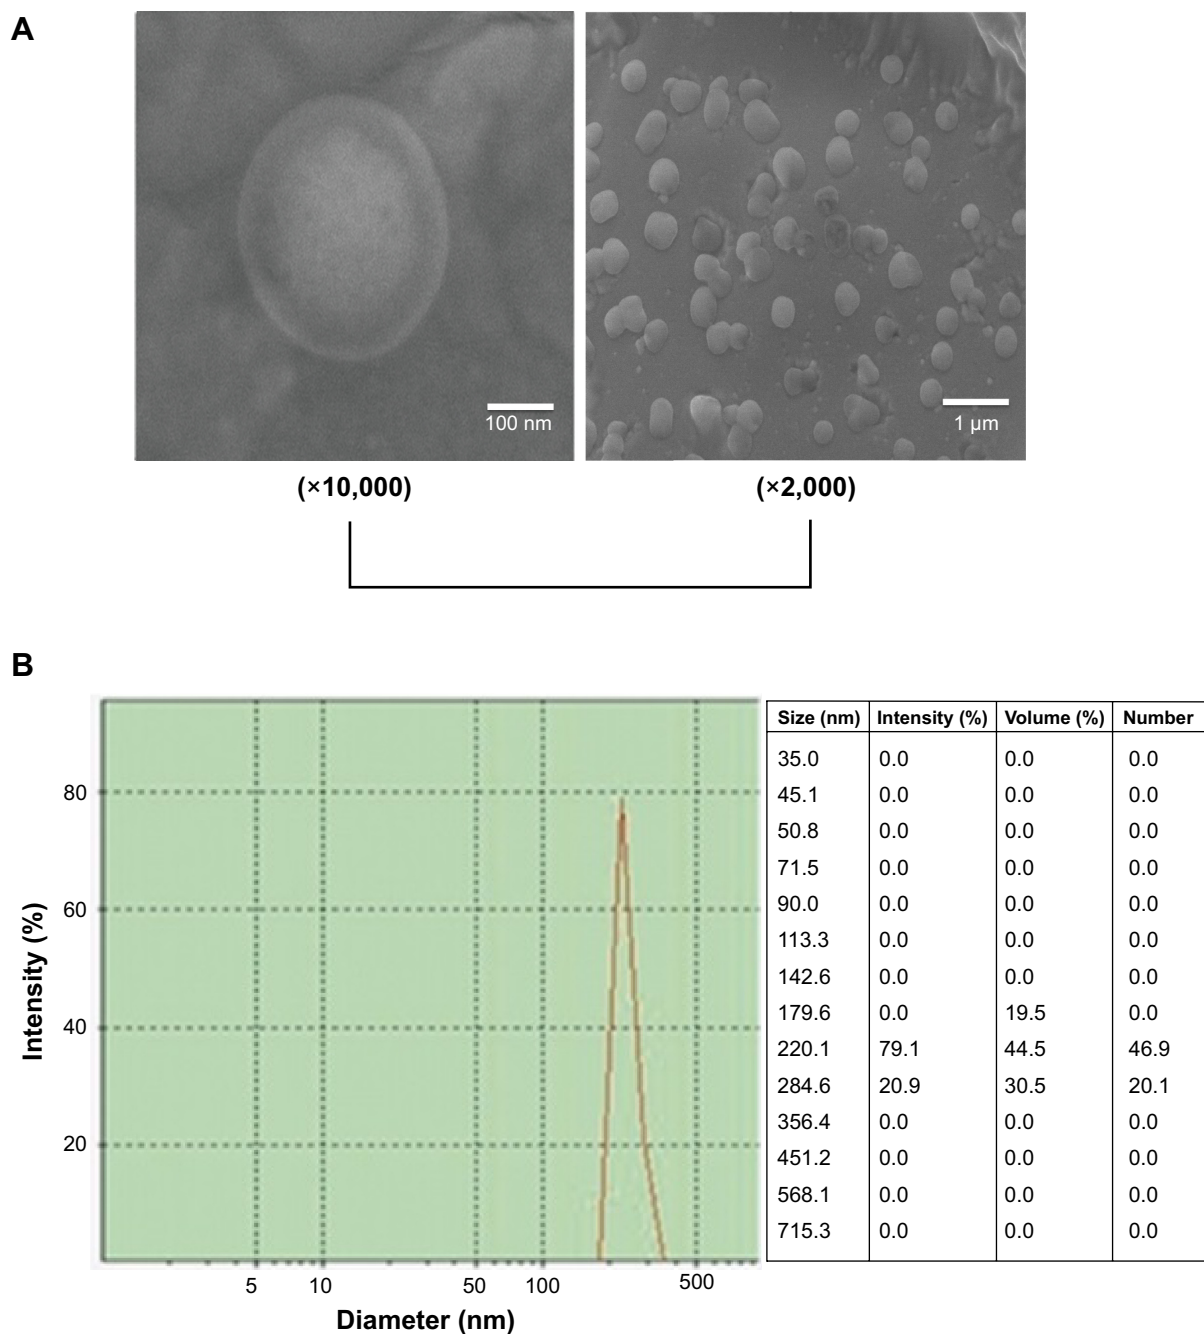 A
100 nm
1 µm
(×10,000)
(×2,000)
B
Intensity (%)
80
60
40
20
5 10 50 100 500
Diameter (nm)
Size (nm) Intensity (%) Volume (%) Number
35.0 0.0 0.0 0.0
45.1 0.0 0.0 0.0
50.8 0.0 0.0 0.0
71.5 0.0 0.0 0.0
90.0 0.0 0.0 0.0
113.3 0.0 0.0 0.0
142.6 0.0 0.0 0.0
179.6 0.0 19.5 0.0
220.1 79.1 44.5 46.9
284.6 20.9 30.5 20.1
356.4 0.0 0.0 0.0
451.2 0.0 0.0 0.0
568.1 0.0 0.0 0.0
715.3 0.0 0.0 0.0